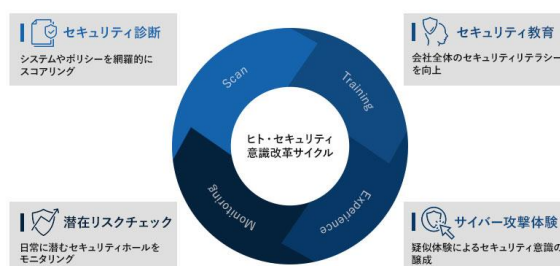 セキュリティ診断
システムやポリシーを網羅的に
スコアリング
セキュリティ教育
会社全体のセキュリティリテラシー
を向上
Scan
Training
ヒト・セキュリティ
意識改革サイクル
Monitoring
Experience
潜在リスクチェック
日常に潜むセキュリティホールを
モニタリング
サイバー攻撃体験
疑似体験によるセキュリティ意識の
醸成